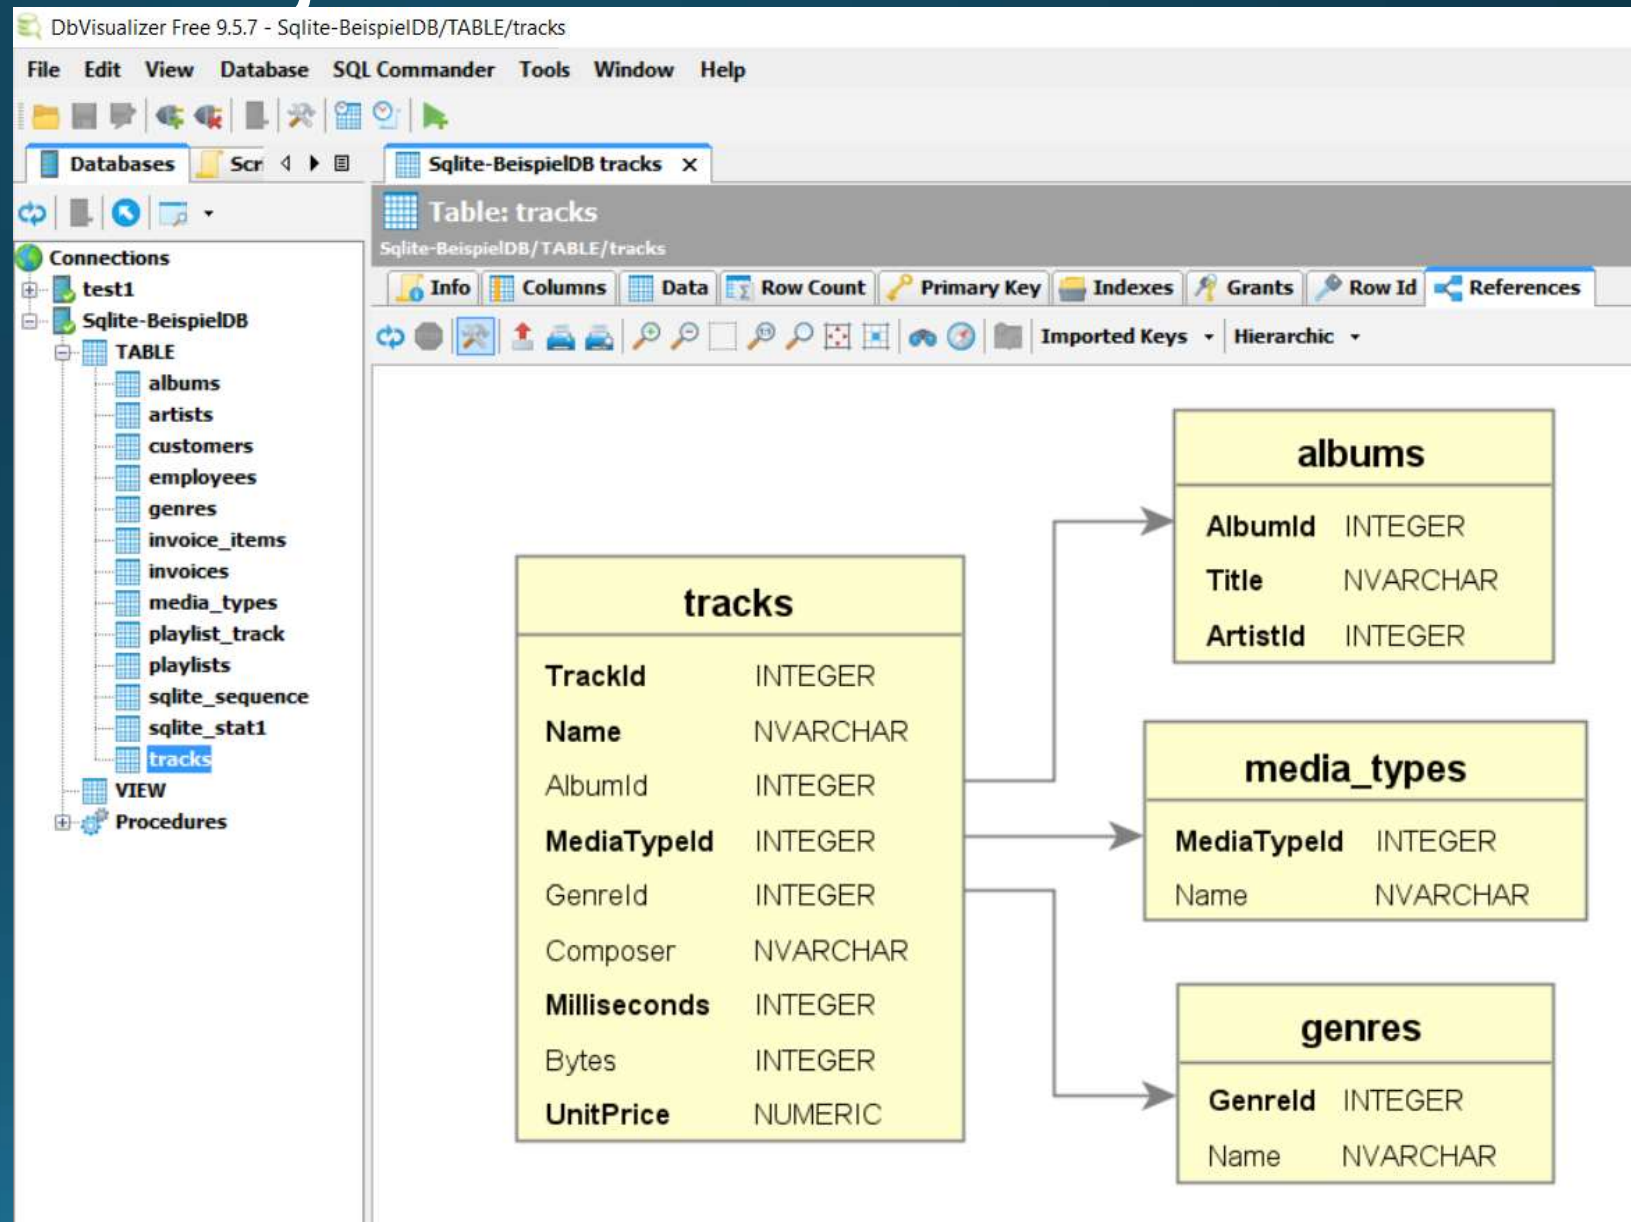 DbVisualizer Free 9.5.7 - Sqlite-BeispielDB/TABLE/tracks
File Edit View Database SQL Commander Tools Window Help
Databases Scr
Sqlite-BeispielDB tracks X
Table: tracks
Sqlite-BeispielDB/TABLE/tracks
Info Columns Data Row Count Primary Key Indexes Grants Row Id References
Imported Keys Hierarchic
Connections
test1
Sqlite-BeispielDB
TABLE
albums
artists
customers
employees
genres
invoice_items
invoices
media_types
playlist_track
playlists
sqlite_sequence
sqlite_stat1
tracks
VIEW
Procedures
tracks
TrackId INTEGER
Name NVARCHAR
AlbumId INTEGER
MediaTypeId INTEGER
GenreId INTEGER
Composer NVARCHAR
Milliseconds INTEGER
Bytes INTEGER
UnitPrice NUMERIC
albums
AlbumId INTEGER
Title NVARCHAR
ArtistId INTEGER
media_types
MediaTypeId INTEGER
Name NVARCHAR
genres
GenreId INTEGER
Name NVARCHAR